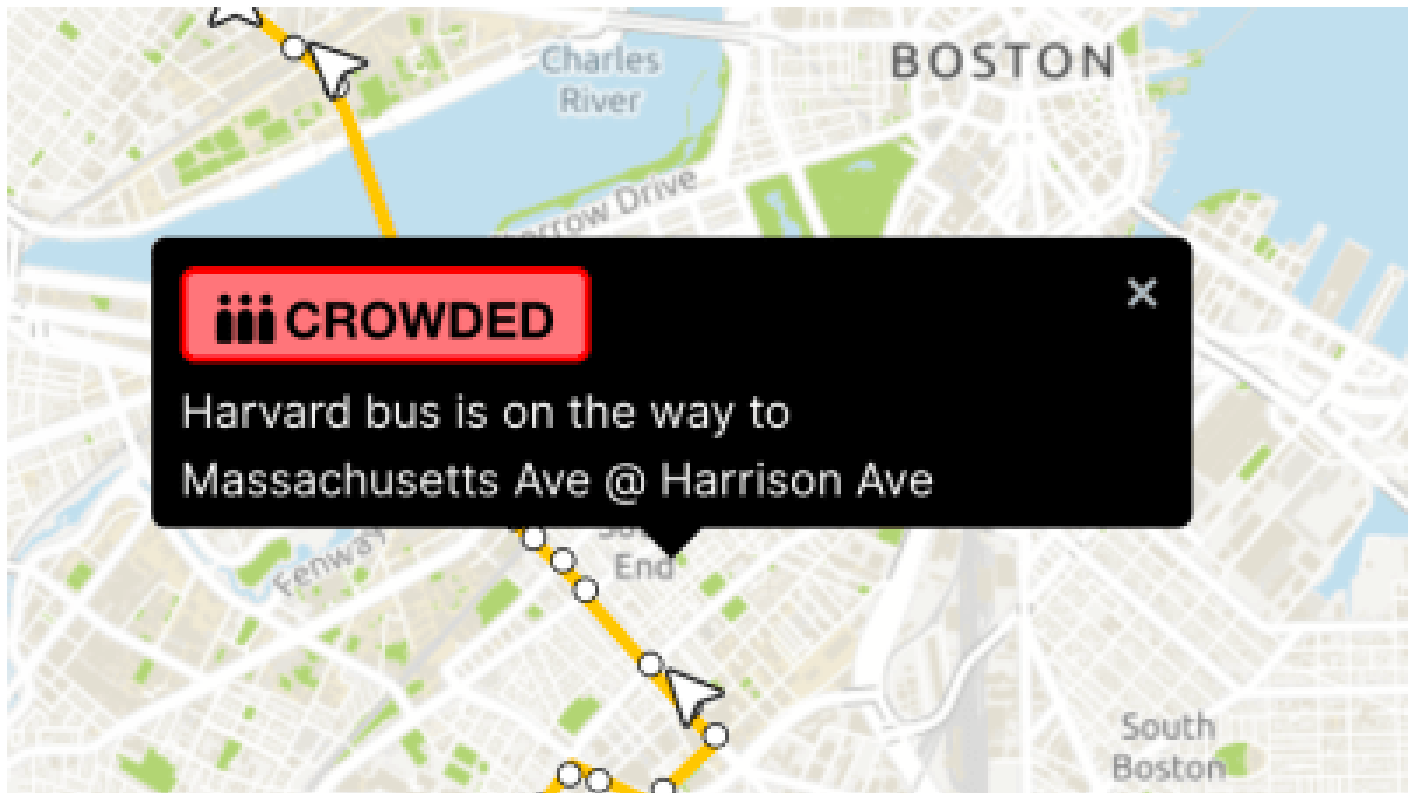 Charles
River
BOSTON
orrow Drive
CROWDED
×
Harvard bus is on the way to
Massachusetts Ave @ Harrison Ave
End
Fenway
South
Boston